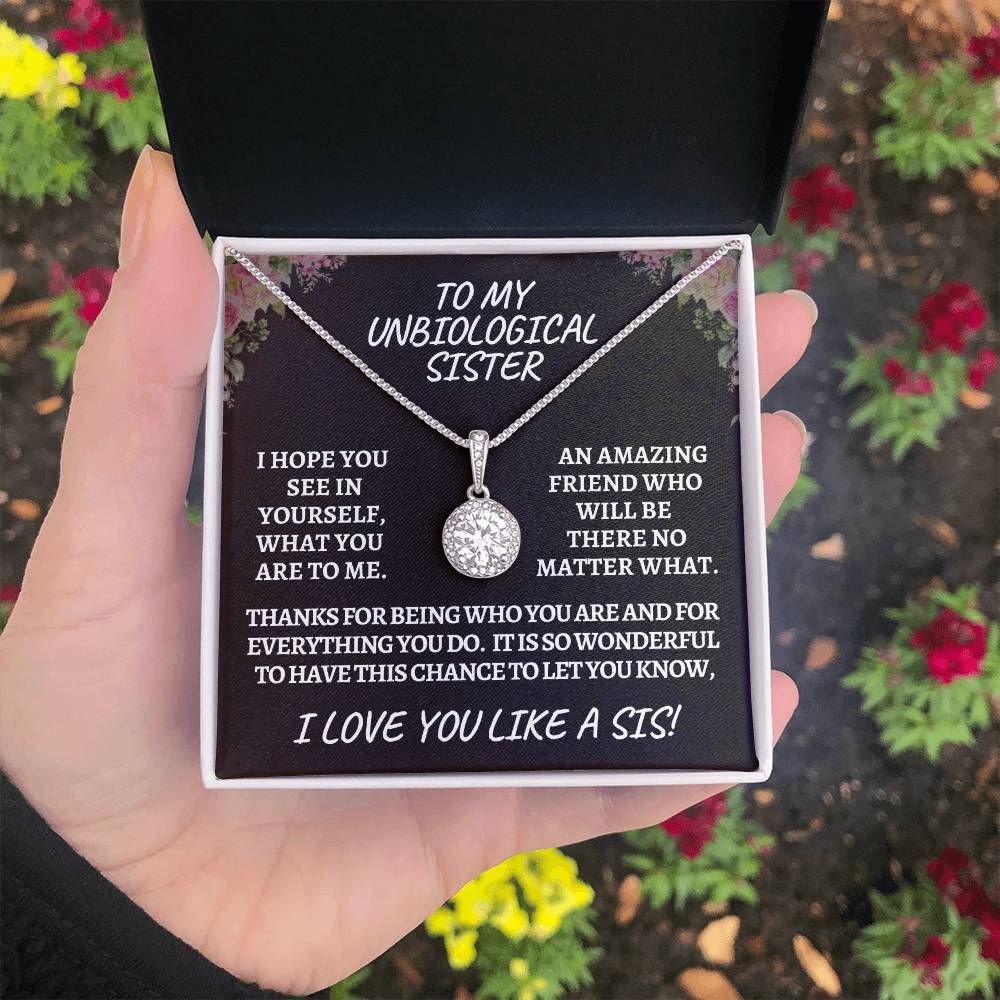 TO MY
UNBIOLOGICAL
SISTER
I HOPE YOU
SEE IN
YOURSELF,
WHAT YOU
ARE TO ME.
AN AMAZING
FRIEND WHO
WILL BE
THERE NO
MATTER WHAT.
THANKS FOR BEING WHO YOU ARE AND FOR
EVERYTHING YOU DO. IT IS SO WONDERFUL
TO HAVE THIS CHANCE TO LET YOU KNOW,
I LOVE YOU LIKE A SIS!